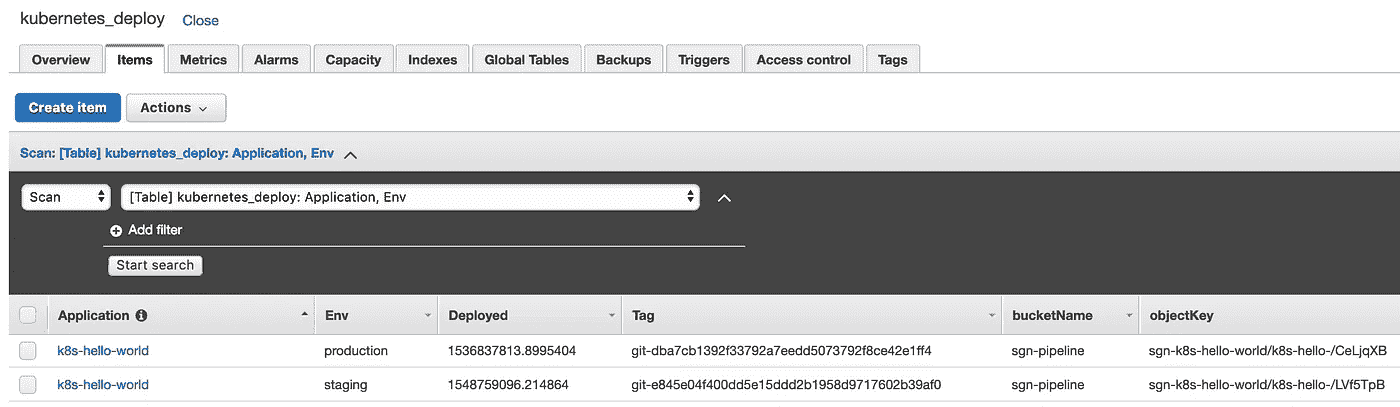 kubernetes_deploy Close
Overview Items Metrics Alarms Capacity Indexes Global Tables Backups Triggers Access control Tags
Create item Actions
Scan: [Table] kubernetes_deploy: Application, Env
Scan [Table] kubernetes_deploy: Application, Env
Add filter
Start search
Application Env Deployed Tag bucketName objectKey
k8s-hello-world production 1536837813.8995404 git-dba7cb1392f33792a7eedd5073792f8ce42e1ff4 sgn-pipeline sgn-k8s-hello-world/k8s-hello-/CeLjqXB
k8s-hello-world staging 1548759096.214864 git-e845e04f400dd5e15ddd2b1958d9717602b39af0 sgn-pipeline sgn-k8s-hello-world/k8s-hello-/LVf5TpB